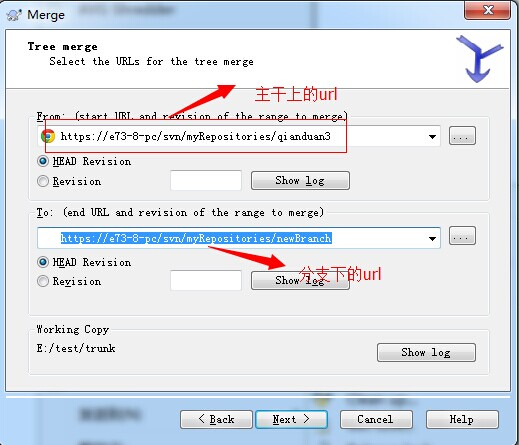 Merge
Tree merge
Select the URLs for the tree merge
主干上的url
From: (start URL and revision of the range to merge)
https://e73-8-pc/svn/myRepositories/qianduan3
...
HEAD Revision
Revision
Show log
To: (end URL and revision of the range to merge)
https://e73-8-pc/svn/myRepositories/newBranch
...
HEAD Revision
分支下的url
Revision
Show log
Working Copy
E:/test/trunk
Show log
< Back
Next >
Cancel
Help